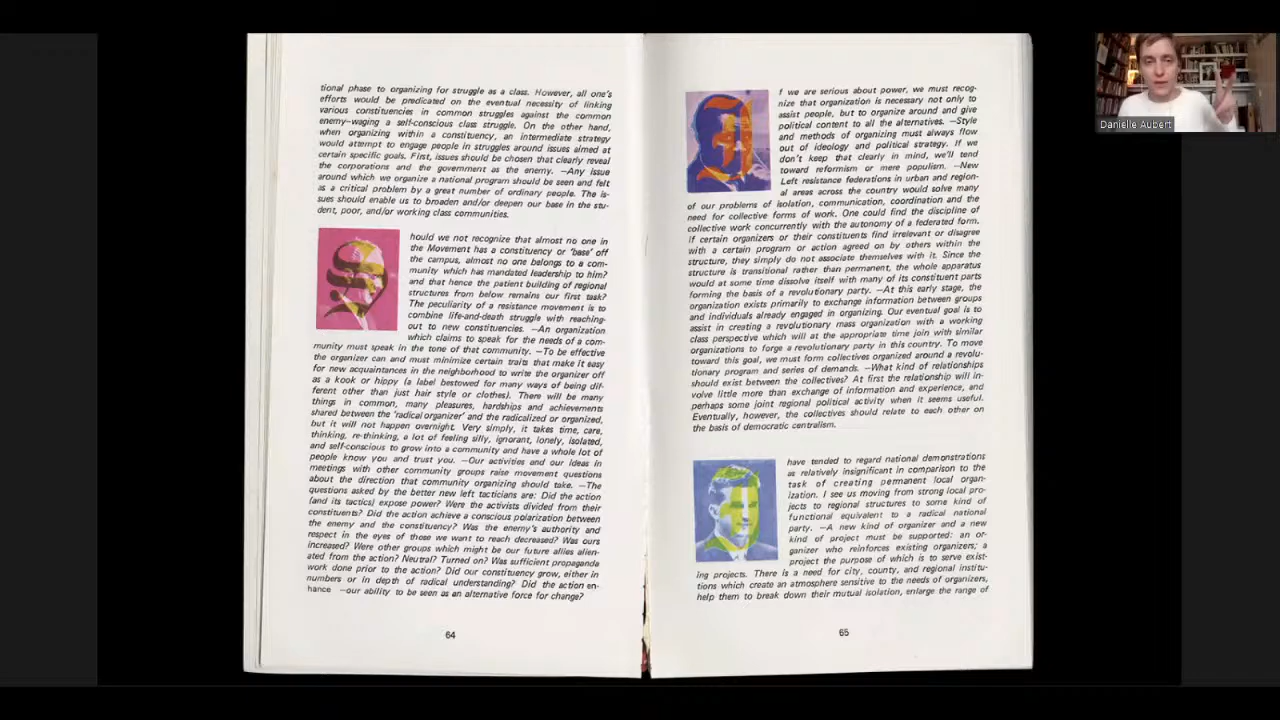 tional phase to organizing for struggle as a class. However, all one's
efforts would be predicated on the eventual necessity of linking
various constituencies in common struggles against the common
enemy—waging a self-conscious class struggle. On the other hand,
when organizing within a constituency, an intermediate strategy
would attempt to engage people in struggles around issues aimed at
certain specific goals. First, issues should be chosen that clearly reveal
the corporations and the government as the enemy. —Any issue
around which we organize a national program should be seen and felt
as a critical problem by a great number of ordinary people. The is-
sues should enable us to broaden and/or deepen our base in the stu-
dent, poor, and/or working class communities.
S
hould we not recognize that almost no one in
the Movement has a constituency or 'base' off
the campus, almost no one belongs to a com-
munity which has mandated leadership to him?
and that hence the patient building of regional
structures from below remains our first task?
The peculiarity of a resistance movement is to
combine life-and-death struggle with reaching-
out to new constituencies. —An organization
which claims to speak for the needs of a com-
munity must speak in the tone of that community. —To be effective
the organizer can and must minimize certain traits that make it easy
for new acquaintances in the neighborhood to write the organizer off
as a kook or hippy (a label bestowed for many ways of being dif-
ferent other than just hair style or clothes). There will be many
things in common, many pleasures, hardships and achievements
shared between the 'radical organizer' and the radicalized or organized,
but it will not happen overnight. Very simply, it takes time, care,
thinking, re-thinking, a lot of feeling silly, ignorant, lonely, isolated,
and self-conscious to grow into a community and have a whole lot of
people know you and trust you. —Our activities and our ideas in
meetings with other community groups raise movement questions
about the direction that community organizing should take. —The
questions asked by the better new left tacticians are: Did the action
(and its tactics) expose power? Were the activists divided from their
constituents? Did the action achieve a conscious polarization between
the enemy and the constituency? Was the enemy's authority and
respect in the eyes of those we want to reach decreased? Was ours
increased? Were other groups which might be our future allies alien-
ated from the action? Neutral? Turned on? Was sufficient propaganda
work done prior to the action? Did our constituency grow, either in
numbers or in depth of radical understanding? Did the action en-
hance —our ability to be seen as an alternative force for change?
64
I
f we are serious about power, we must recog-
nize that organization is necessary not only to
assist people, but to organize around and give
political content to all the alternatives. —Style
and methods of organizing must always flow
out of ideology and political strategy. If we
don't keep that clearly in mind, we'll tend
toward reformism or mere populism. —New
Left resistance federations in urban and region-
al areas across the country would solve many
of our problems of isolation, communication, coordination and the
need for collective forms of work. One could find the discipline of
collective work concurrently with the autonomy of a federated form.
If certain organizers or their constituents find irrelevant or disagree
with a certain program or action agreed on by others within the
structure, they simply do not associate themselves with it. Since the
structure is transitional rather than permanent, the whole apparatus
would at some time dissolve itself with many of its constituent parts
forming the basis of a revolutionary party. —At this early stage, the
organization exists primarily to exchange information between groups
and individuals already engaged in organizing. Our eventual goal is to
assist in creating a revolutionary mass organization with a working
class perspective which will at the appropriate time join with similar
organizations to forge a revolutionary party in this country. To move
toward this goal, we must form collectives organized around a revolu-
tionary program and series of demands. —What kind of relationships
should exist between the collectives? At first the relationship will in-
volve little more than exchange of information and experience, and
perhaps some joint regional political activity when it seems useful.
Eventually, however, the collectives should relate to each other on
the basis of democratic centralism.
I
have tended to regard national demonstrations
as relatively insignificant in comparison to the
task of creating permanent local organ-
ization. I see us moving from strong local pro-
jects to regional structures to some kind of
functional equivalent to a radical national
party. —A new kind of organizer and a new
kind of project must be supported: an or-
ganizer who reinforces existing organizers; a
project the purpose of which is to serve exist-
ing projects. There is a need for city, county, and regional institu-
tions which create an atmosphere sensitive to the needs of organizers,
help them to break down their mutual isolation, enlarge the range of
65
Danielle Aubert